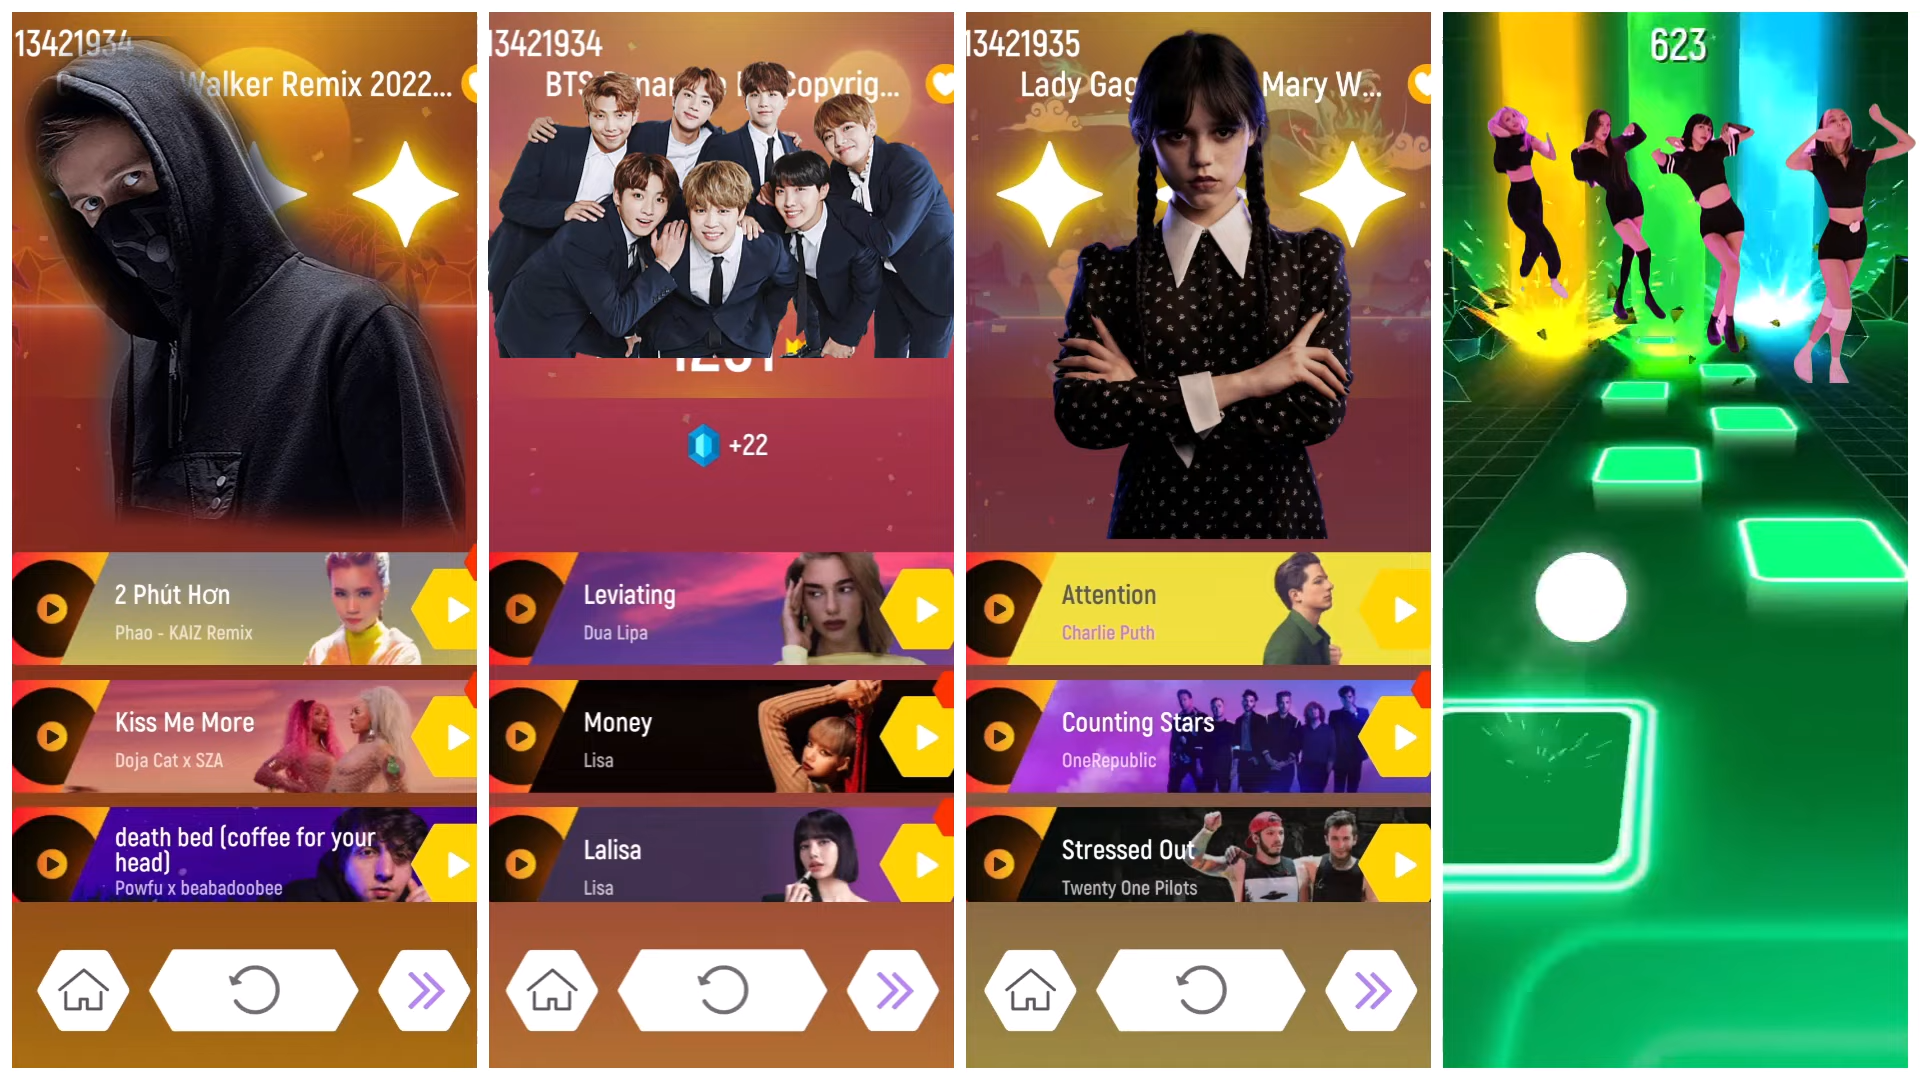 13421934
Walker Remix 2022...
2 Phút Hơn
Phao - KAIZ Remix
Kiss Me More
Doja Cat x SZA
death bed (coffee for your
head)
Powfu x beabadoobee
13421934
BTS Copyrig...
+22
Leviating
Dua Lipa
Money
Lisa
Lalisa
Lisa
13421935
Lady Gag Mary W...
Attention
Charlie Puth
Counting Stars
OneRepublic
Stressed Out
Twenty One Pilots
623